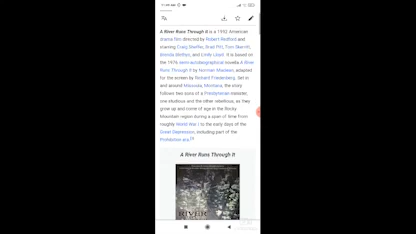 A River Runs Through It is a 1992 American
drama film directed by Robert Redford and
starring Craig Sheffer, Brad Pitt, Tom Skerritt,
Brenda Blethyn, and Emily Lloyd. It is based on
the 1976 semi-autobiographical novella A River
Runs Through It by Norman Maclean, adapted
for the screen by Richard Friedenberg. Set in
and around Missoula, Montana, the story
follows two sons of a Presbyterian minister,
one studious and the other rebellious, as they
grow up and come of age in the Rocky
Mountain region during a span of time from
roughly World War I to the early days of the
Great Depression, including part of the
Prohibition era.
A River Runs Through It
RIVER